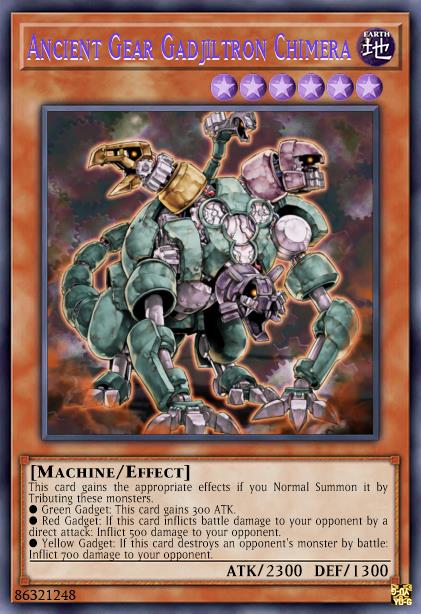 Ancient Gear Gadjiltron Chimera
EARTH
地
[Machine/Effect]
This card gains the appropriate effects if you Normal Summon it by
Tributing these monsters.
● Green Gadget: This card gains 300 ATK.
● Red Gadget: If this card inflicts battle damage to your opponent by a
direct attack: Inflict 500 damage to your opponent.
● Yellow Gadget: If this card destroys an opponent's monster by battle:
Inflict 700 damage to your opponent.
ATK/2300 DEF/1300
86321248